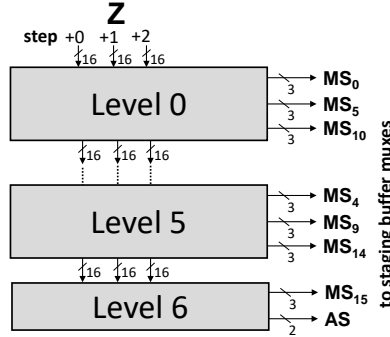 Z
step +0 +1 +2
16 16 16
Level 0
3 MS0
3 MS5
3 MS10
16 16 16
Level 5
3 MS4
3 MS9
3 MS14
16 16 16
Level 6
3 MS15
2 AS
to staging buffer muxes